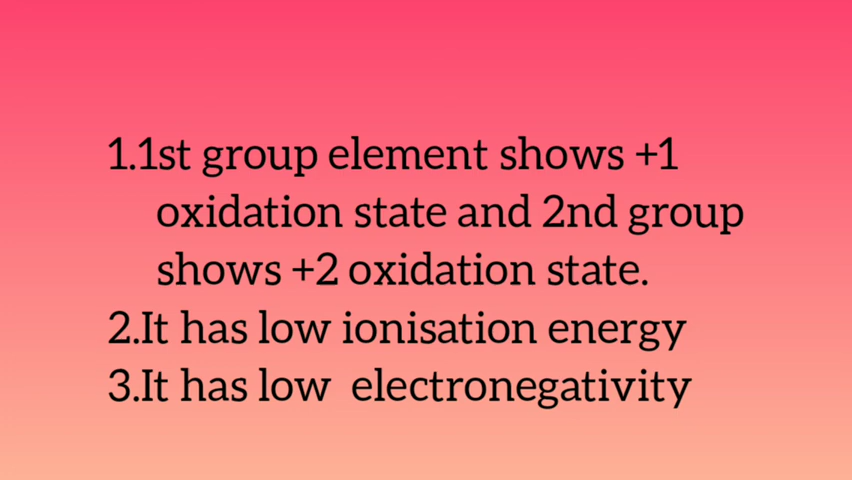 1.1st group element shows +1
oxidation state and 2nd group
shows +2 oxidation state.
2.It has low ionisation energy
3.It has low electronegativity